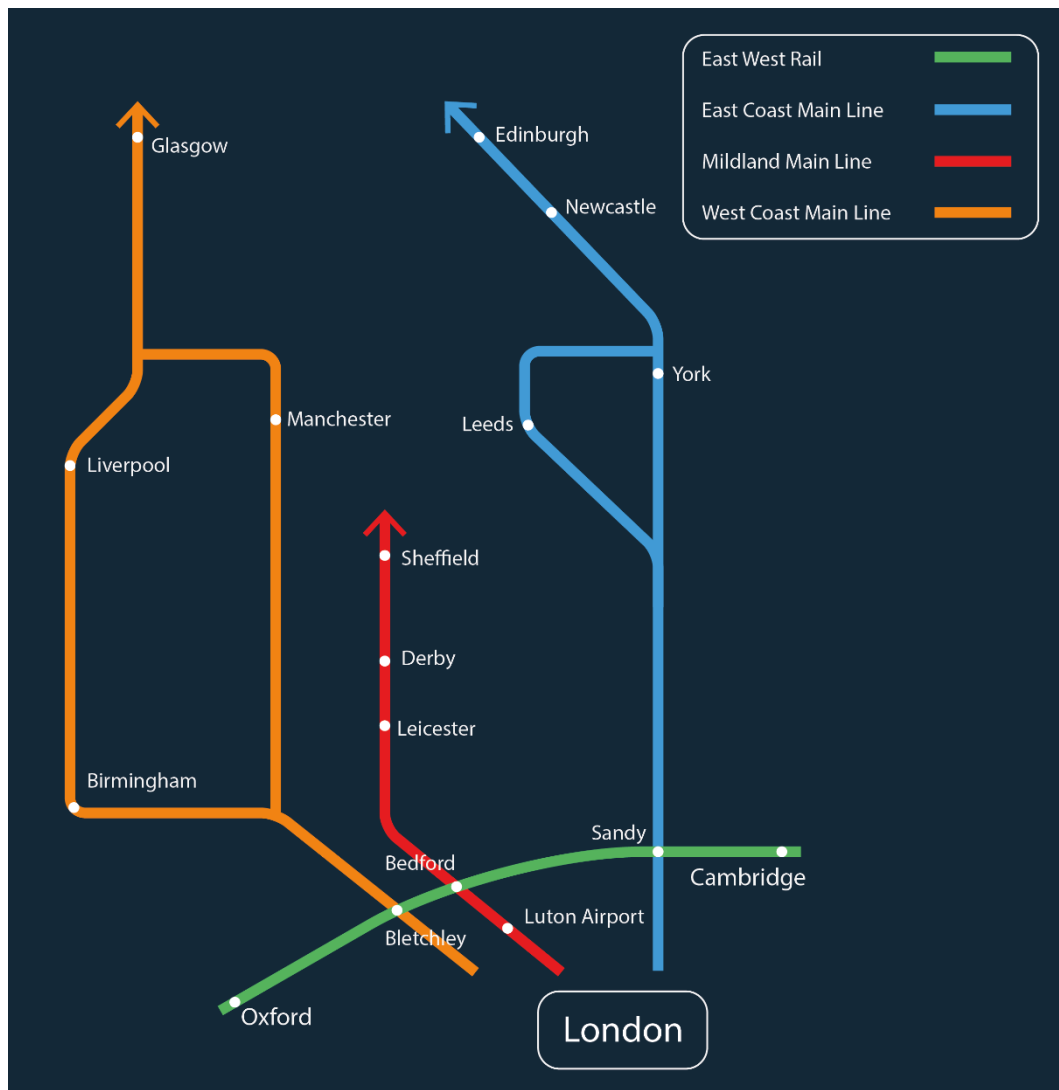 East West Rail
East Coast Main Line
Mildland Main Line
West Coast Main Line
Glasgow
Edinburgh
Newcastle
York
Manchester
Leeds
Liverpool
Sheffield
Derby
Leicester
Birmingham
Sandy
Bedford
Cambridge
Luton Airport
Bletchley
Oxford
London